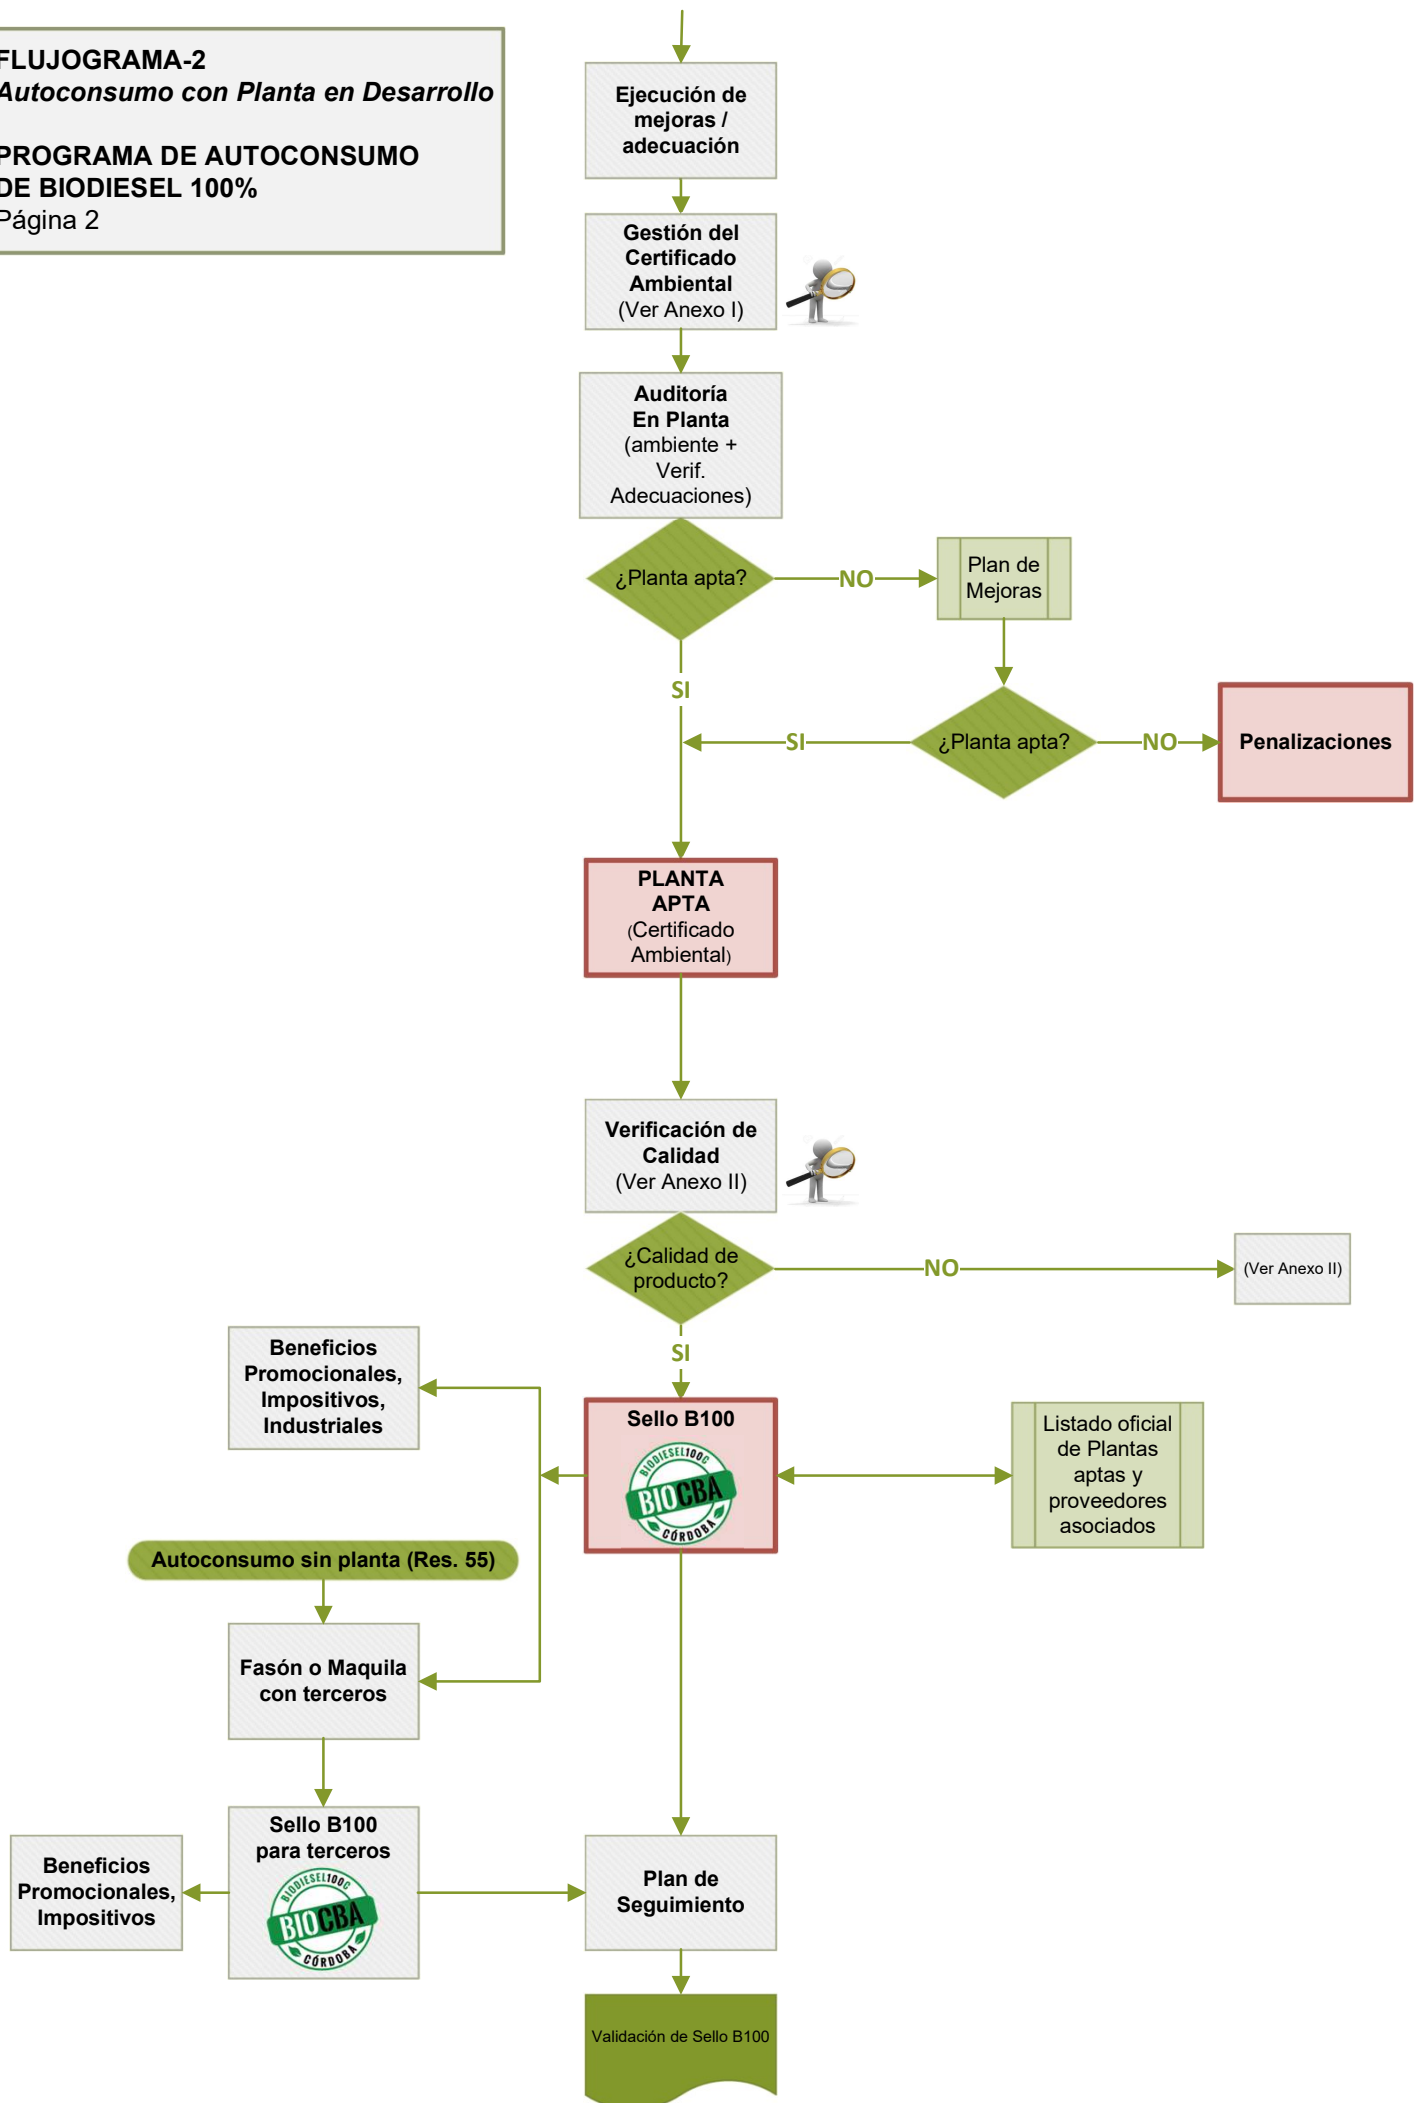 FLUJOGRAMA-2
Autoconsumo con Planta en Desarrollo
PROGRAMA DE AUTOCONSUMO
DE BIODIESEL 100%
Página 2
Ejecución de
mejoras /
adecuación
Gestión del
Certificado
Ambiental
(Ver Anexo I)
Auditoría
En Planta
(ambiente +
Verif.
Adecuaciones)
¿Planta apta?
NO
Plan de
Mejoras
SI
SI
¿Planta apta?
NO
Penalizaciones
PLANTA
APTA
(Certificado
Ambiental)
Verificación de
Calidad
(Ver Anexo II)
¿Calidad de
producto?
NO
(Ver Anexo II)
SI
Beneficios
Promocionales,
Impositivos,
Industriales
Sello B100
BIODIESEL100C
BIOCBA
CÓRDOBA
Listado oficial
de Plantas
aptas y
proveedores
asociados
Autoconsumo sin planta (Res. 55)
Fasón o Maquila
con terceros
Sello B100
para terceros
BIODIESEL100C
BIOCBA
CÓRDOBA
Beneficios
Promocionales,
Impositivos
Plan de
Seguimiento
Validación de Sello B100